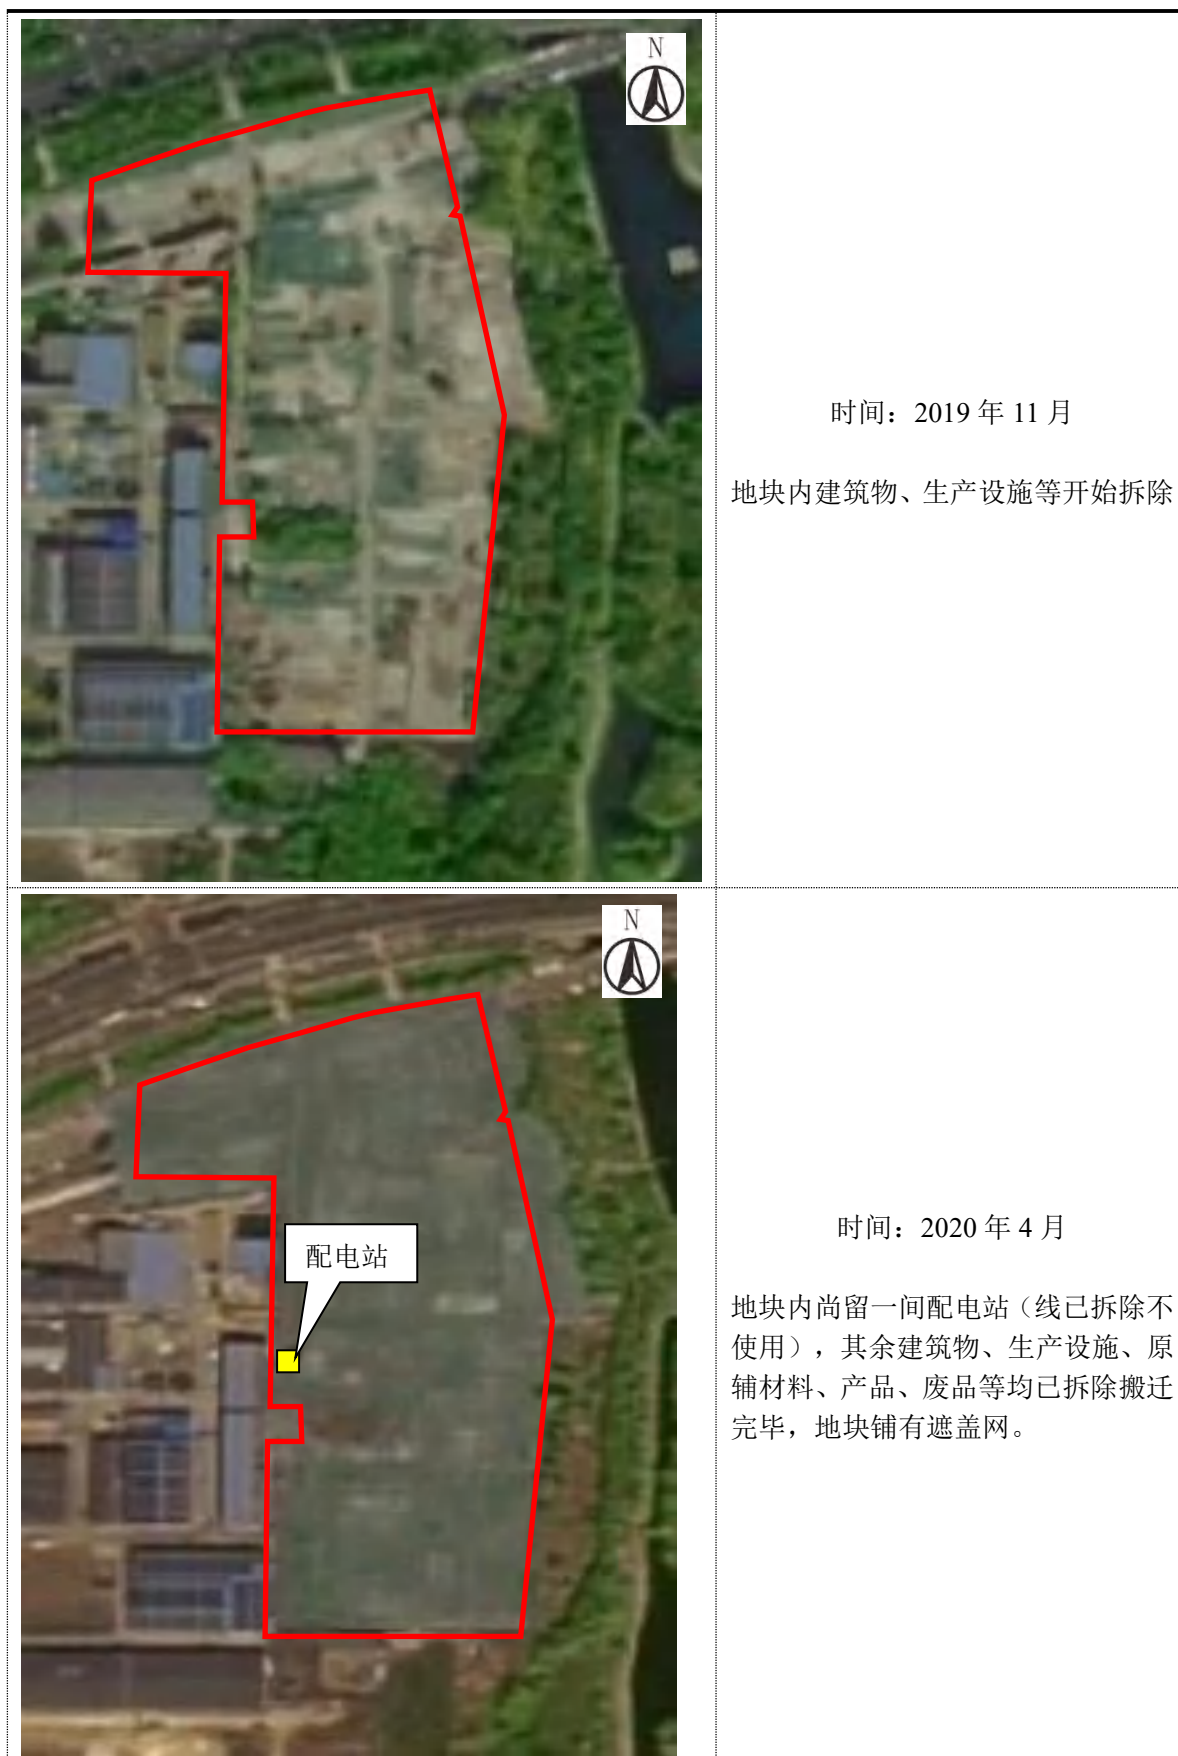 N
时间：2019 年 11 月
地块内建筑物、生产设施等开始拆除
N
配电站
时间：2020 年 4 月
地块内尚留一间配电站（线已拆除不
使用），其余建筑物、生产设施、原
辅材料、产品、废品等均已拆除搬迁
完毕，地块铺有遮盖网。